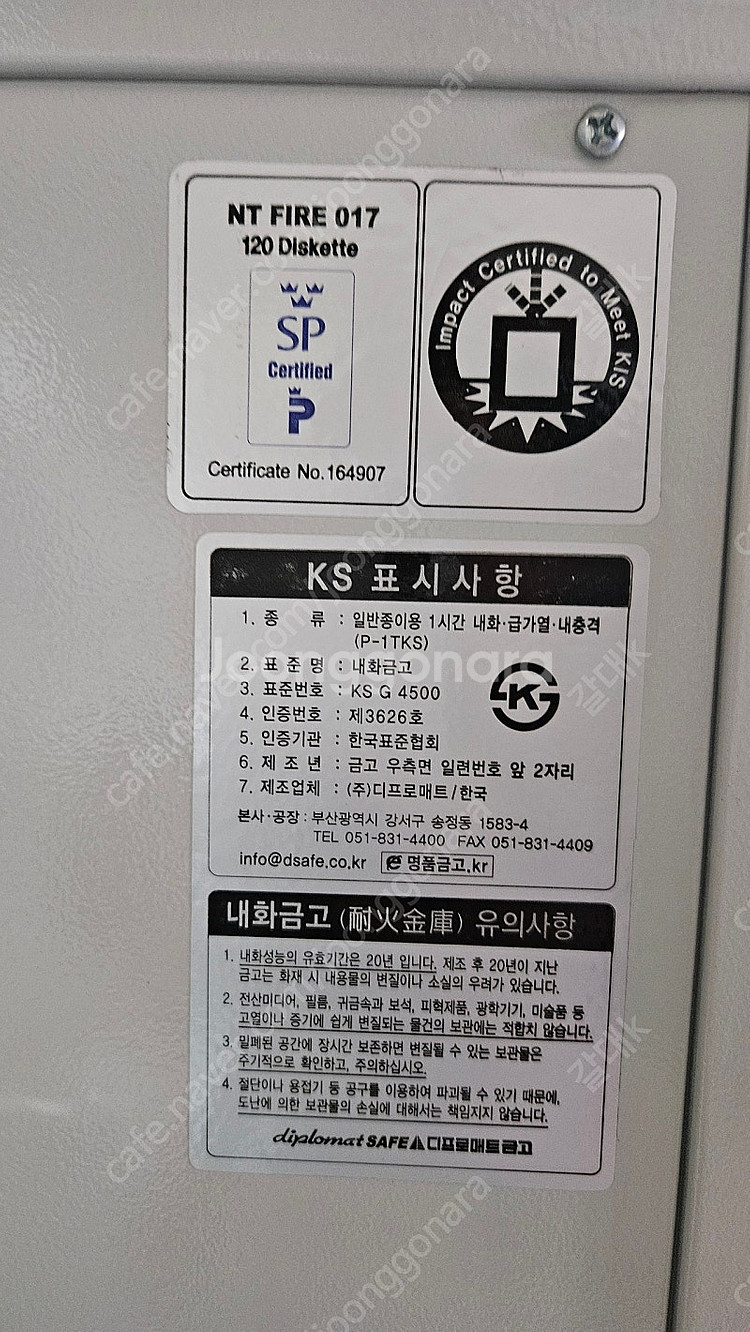 NT FIRE 017
120 Diskette
SP
Certified
P
Certificate No.164907
Impact Certified to Meet KIS
KS 표시사항
1. 종 류 : 일반종이용 1시간 내화·급가열·내충격
(P-1TKS)
2. 표 준 명 : 내화금고
3. 표준번호 : KS G 4500
4. 인증번호 : 제3626호
5. 인증기관 : 한국표준협회
6. 제 조 년 : 금고 우측면 일련번호 앞 2자리
7. 제조업체 : (주)디프로매트/한국
본사·공장 : 부산광역시 강서구 송정동 1583-4
TEL 051-831-4400 FAX 051-831-4409
info@dsafe.co.kr e 명품금고.kr
내화금고 (耐火金庫) 유의사항
1. 내화성능의 유효기간은 20년 입니다. 제조 후 20년이 지난
금고는 화재 시 내용물의 변질이나 소실의 우려가 있습니다.
2. 전산미디어, 필름, 귀금속과 보석, 피혁제품, 광학기기, 미술품 등
고열이나 증기에 쉽게 변질되는 물건의 보관에는 적합치 않습니다.
3. 밀폐된 공간에 장시간 보존하면 변질될 수 있는 보관물은
주기적으로 확인하고, 주의하십시오.
4. 절단이나 용접기 등 공구를 이용하여 파괴될 수 있기 때문에,
도난에 의한 보관물의 손실에 대해서는 책임지지 않습니다.
diplomat SAFE 디프로매트금고
Joonggonara
cafe.naver.com/joonggonara
갈대lk